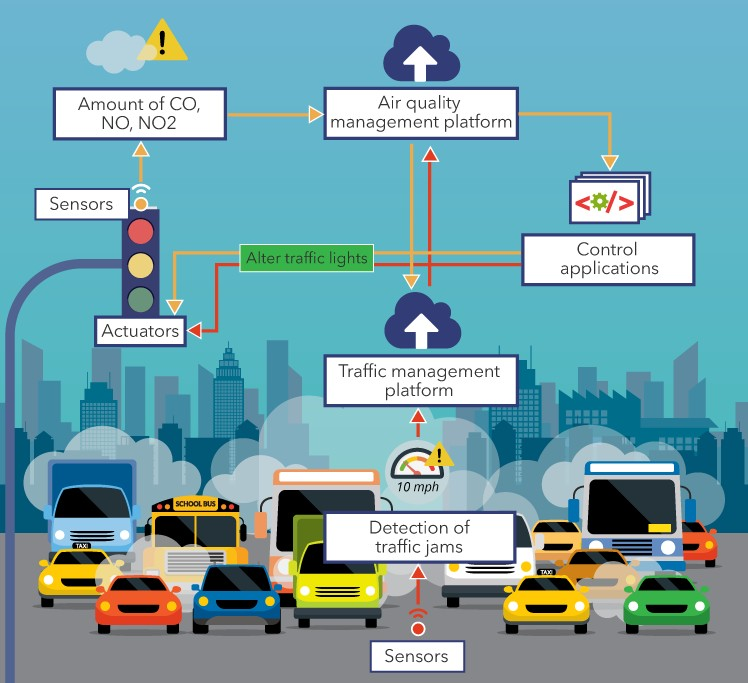 !
Amount of CO,
NO, NO2
Air quality
management platform
Sensors
</>
Control
applications
Alter traffic lights
Actuators
Traffic management
platform
!
10 mph
SCHOOL BUS
Detection of
traffic jams
TAXI
TAXI
Sensors